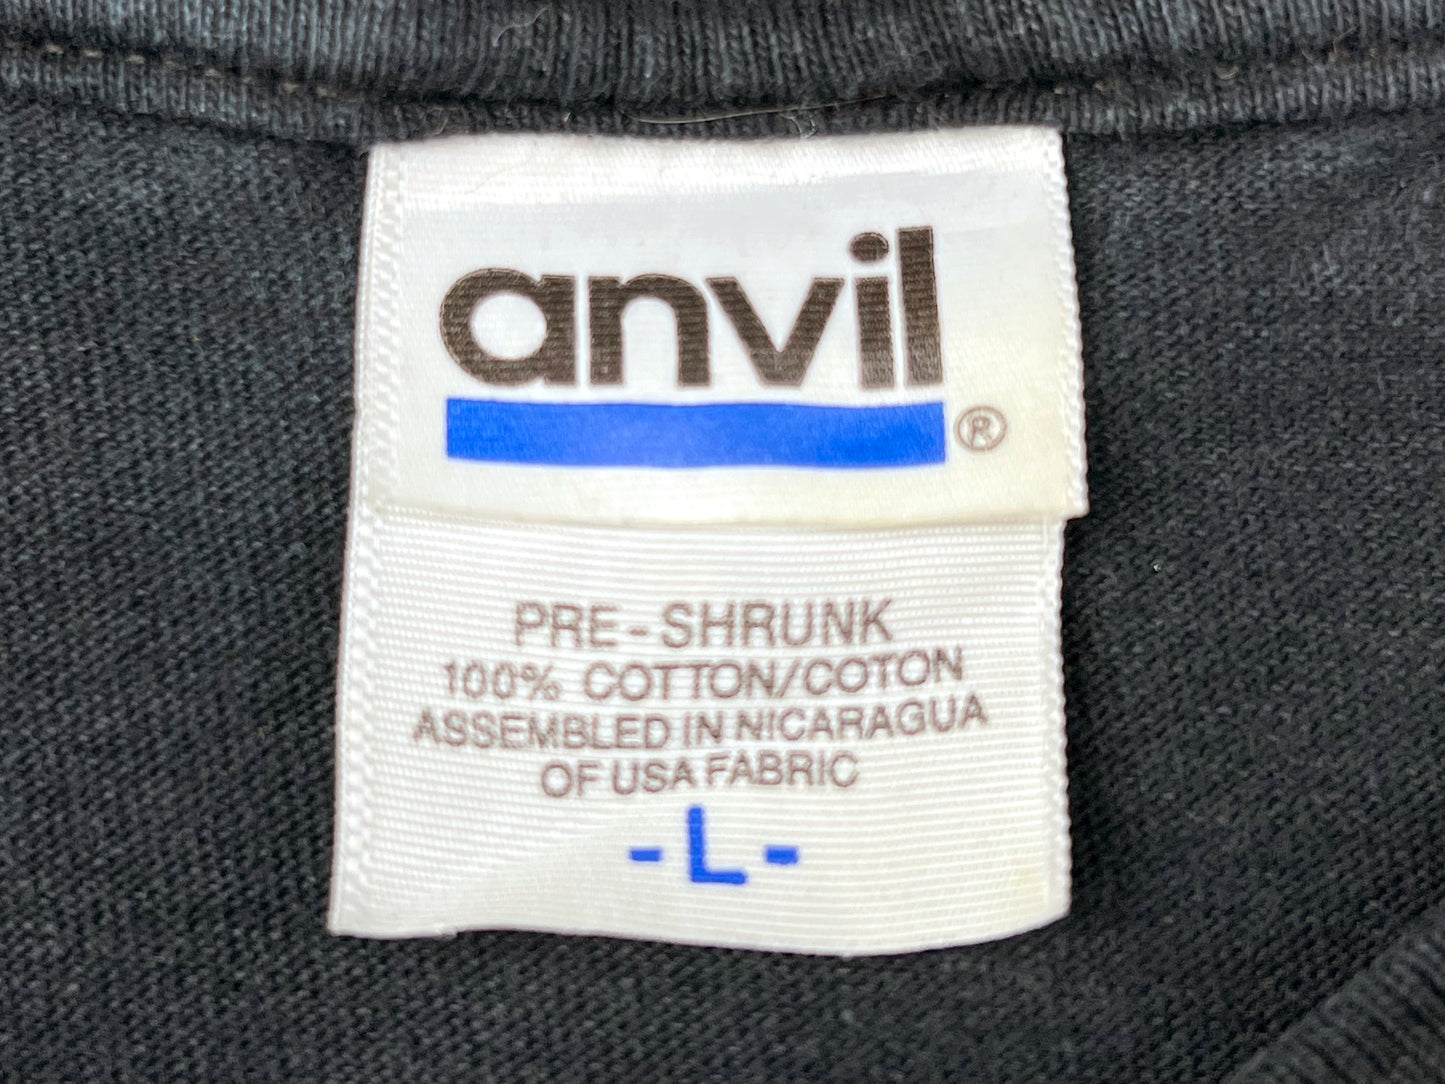 anvil
®
PRE-SHRUNK
100% COTTON/COTON
ASSEMBLED IN NICARAGUA
OF USA FABRIC
-L-